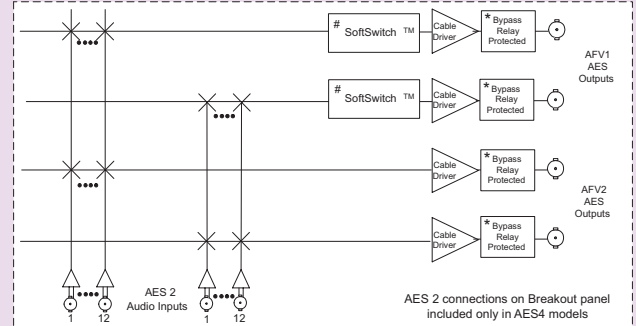 # SoftSwitch ™
Cable
Driver
* Bypass
Relay
Protected
AFV1
AES
Outputs
# SoftSwitch ™
Cable
Driver
* Bypass
Relay
Protected
Cable
Driver
* Bypass
Relay
Protected
AFV2
AES
Outputs
Cable
Driver
* Bypass
Relay
Protected
AES 2
Audio Inputs
1 12
1 12
AES 2 connections on Breakout panel
included only in AES4 models